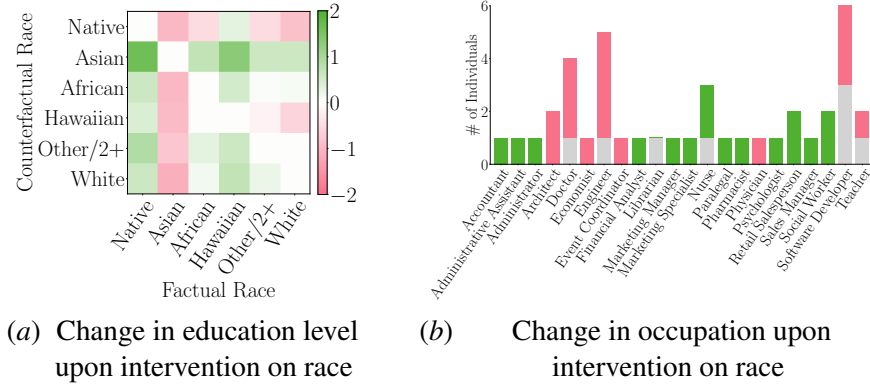 Counterfactual Race
Native
Asian
African
Hawaiian
Other/2+
White
Native
Asian
African
Hawaiian
Other/2+
White
Factual Race
2
1
0
−1
−2
# of Individuals
6
4
2
0
Accountant
Administrative Assistant
Administrator
Architect
Doctor
Economist
Engineer
Event Coordinator
Financial Analyst
Librarian
Marketing Manager
Marketing Specialist
Nurse
Paralegal
Pharmacist
Physician
Psychologist
Retail Salesperson
Sales Manager
Social Worker
Software Developer
Teacher
(a) Change in education level
upon intervention on race
(b) Change in occupation upon
intervention on race